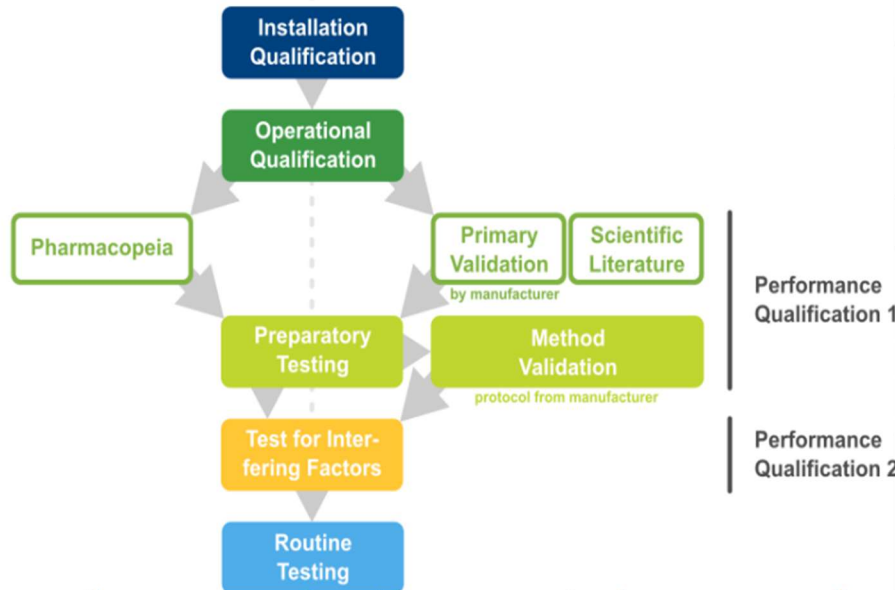 Installation
Qualification
Operational
Qualification
Pharmacopeia
Primary
Validation
Scientific
Literature
by manufacturer
Performance
Qualification 1
Preparatory
Testing
Method
Validation
protocol from manufacturer
Test for Inter-
fering Factors
Performance
Qualification 2
Routine
Testing